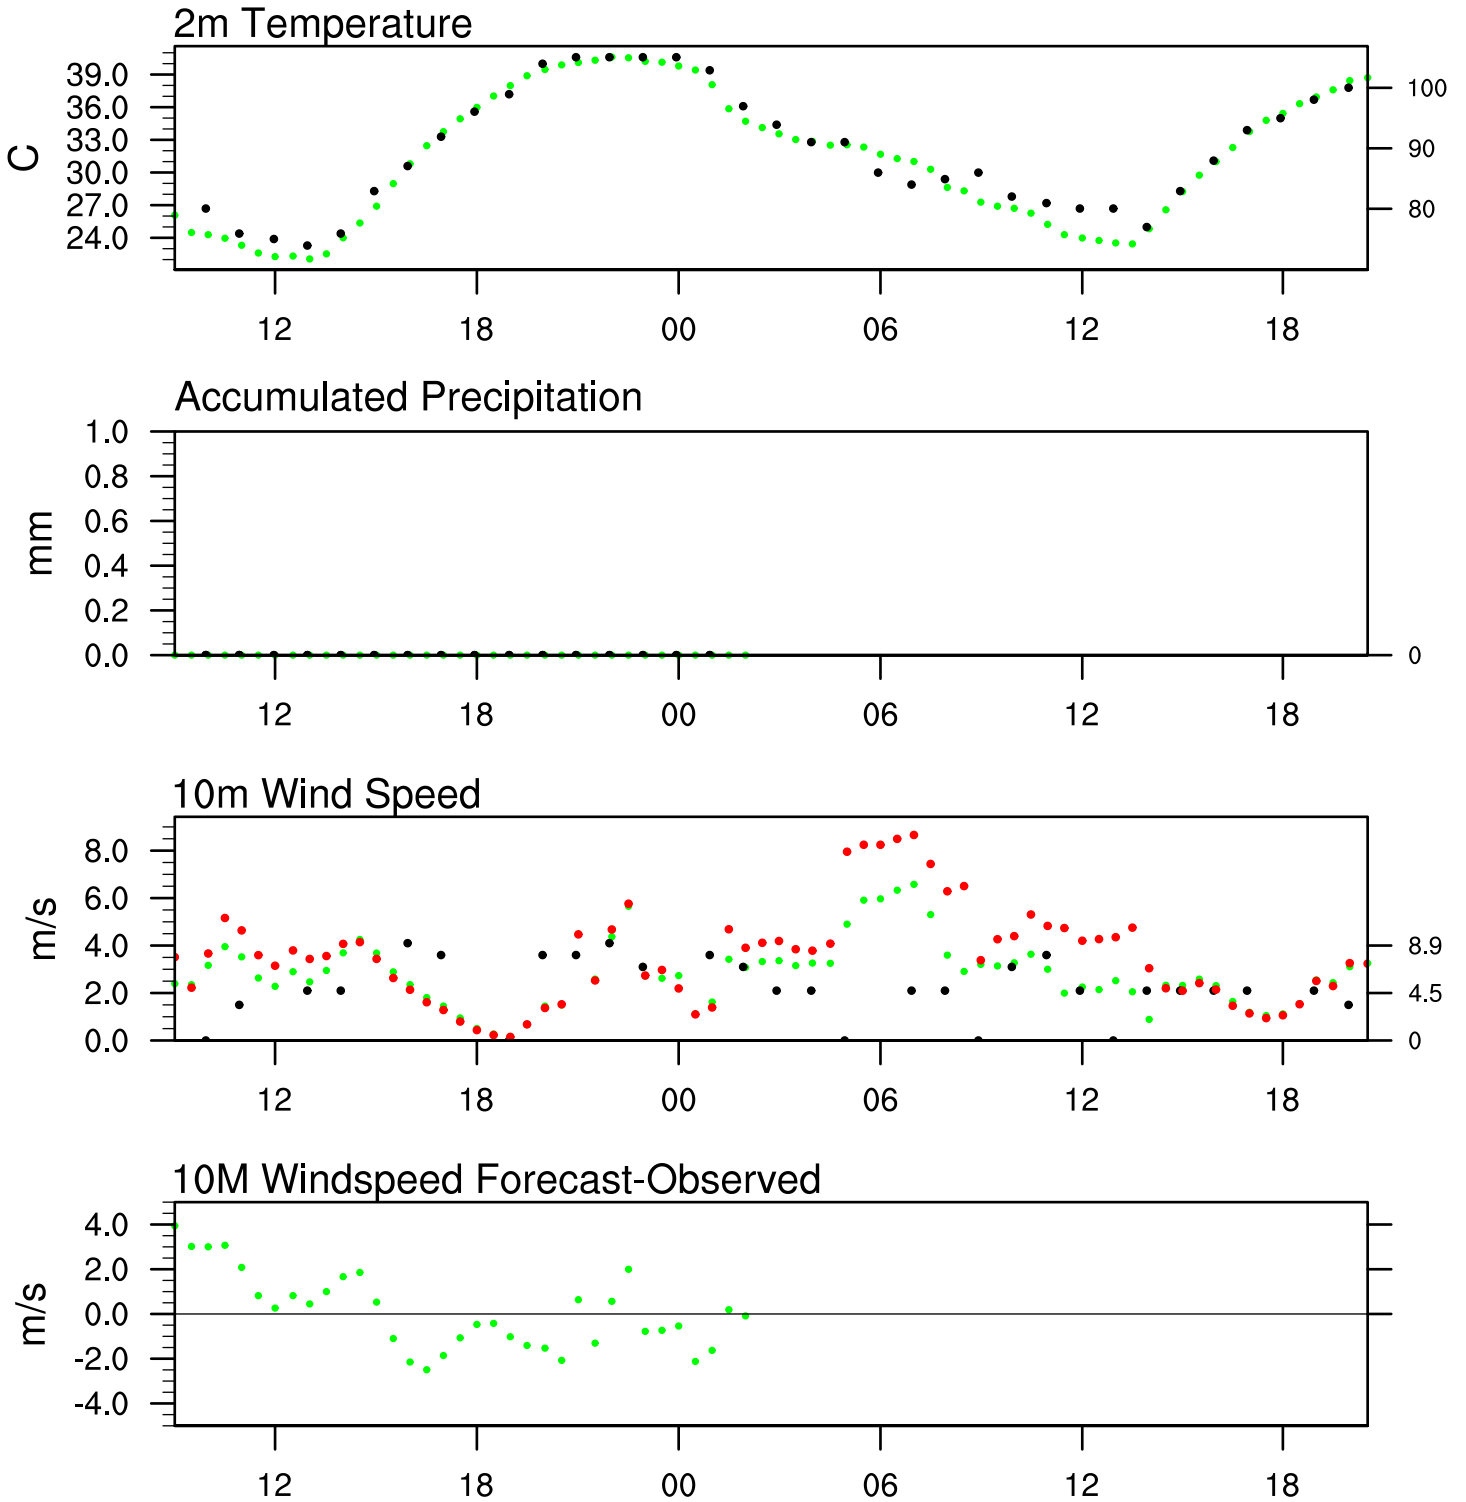 2m Temperature
39.0
36.0
33.0
30.0
27.0
24.0
C
100
90
80
12 18 00 06 12 18
Accumulated Precipitation
1.0
0.8
0.6
0.4
0.2
0.0
mm
0
12 18 00 06 12 18
10m Wind Speed
8.0
6.0
4.0
2.0
0.0
m/s
8.9
4.5
0
12 18 00 06 12 18
10M Windspeed Forecast-Observed
4.0
2.0
0.0
-2.0
-4.0
m/s
12 18 00 06 12 18